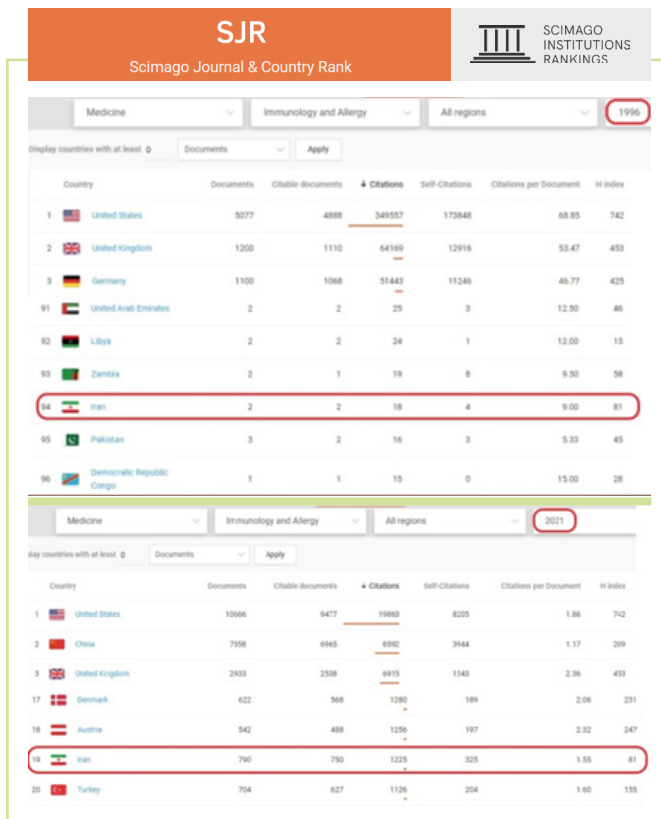 SJR
Scimago Journal & Country Rank
SCIMAGO
INSTITUTIONS
RANKINGS
Medicine Immunology and Allergy All regions 1996
Display countries with at least 0 Documents Apply
Country Documents Citable documents Citations Self-Citations Citations per Document H index
1 United States 5077 4888 349557 173848 68.85 742
2 United Kingdom 1200 1110 64169 12916 53.47 453
3 Germany 1100 1068 51443 11246 46.77 425
91 United Arab Emirates 2 2 25 3 12.50 46
92 Libya 2 2 24 1 12.00 15
93 Zambia 2 1 19 8 9.50 58
94 Iran 2 2 18 4 9.00 81
95 Pakistan 3 2 16 3 5.33 45
96 Democratic Republic Congo 1 1 15 0 15.00 28
Medicine Immunology and Allergy All regions 2021
lay countries with at least 0 Documents Apply
Country Documents Citable documents Citations Self-Citations Citations per Document H index
1 United States 10666 9477 19863 8205 1.86 742
2 China 7358 6965 8592 3944 1.17 209
3 United Kingdom 2933 2538 6915 1343 2.36 453
17 Denmark 622 568 1280 189 2.06 231
18 Austria 542 488 1256 197 2.32 247
19 Iran 790 750 1225 325 1.55 81
20 Turkey 704 627 1126 204 1.60 155